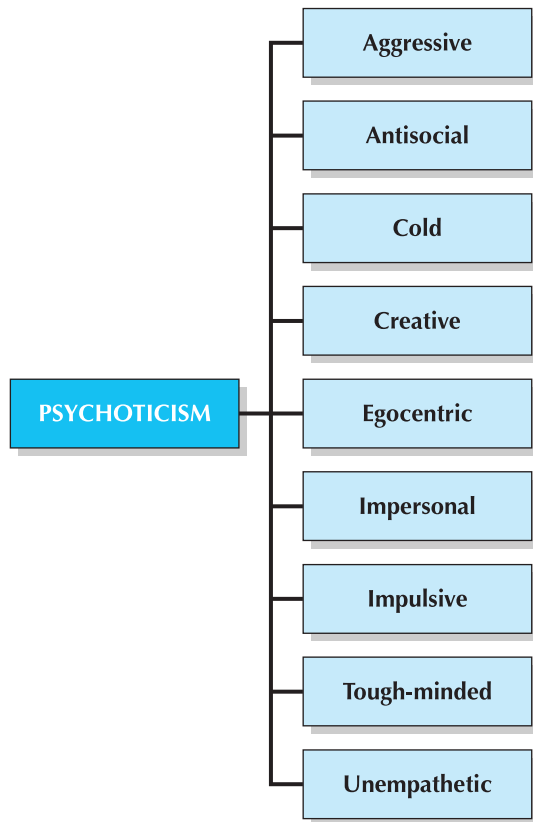 Aggressive
Antisocial
Cold
Creative
PSYCHOTICISM
Egocentric
Impersonal
Impulsive
Tough-minded
Unempathetic